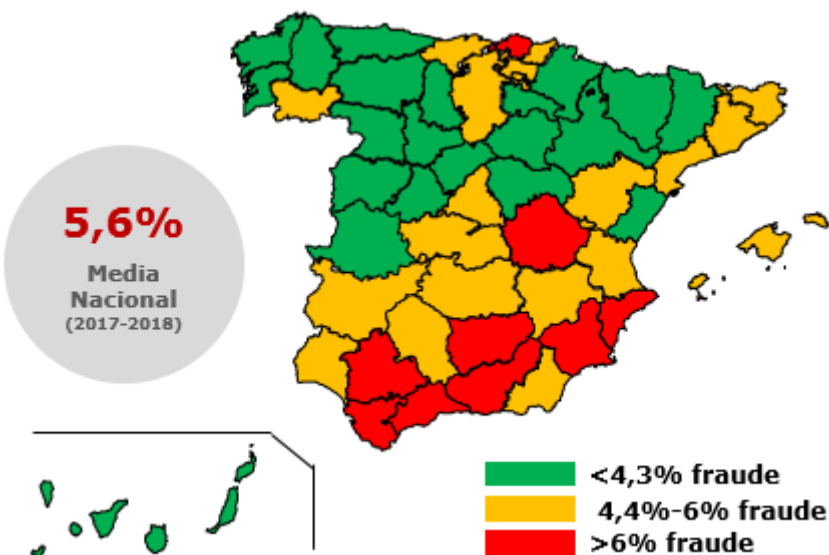 5,6%
Media
Nacional
(2017-2018)
<4,3% fraude
4,4%-6% fraude
>6% fraude